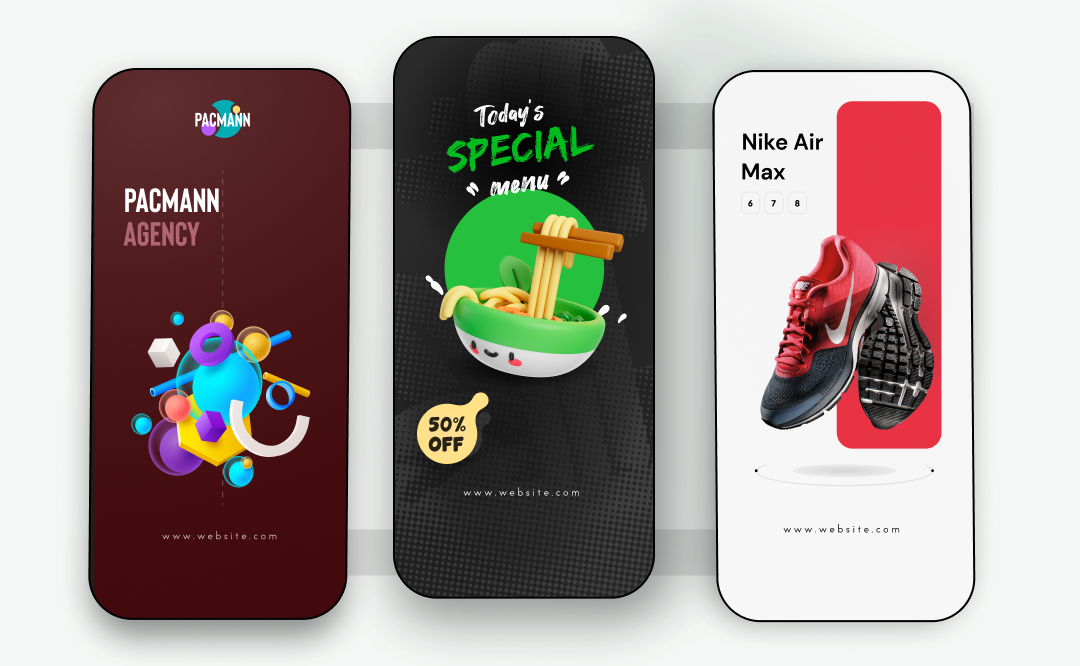 PACMANN
PACMANN
AGENCY
www.website.com
Today's
SPECIAL
menu
50%
OFF
www.website.com
Nike Air
Max
6 7 8
www.website.com